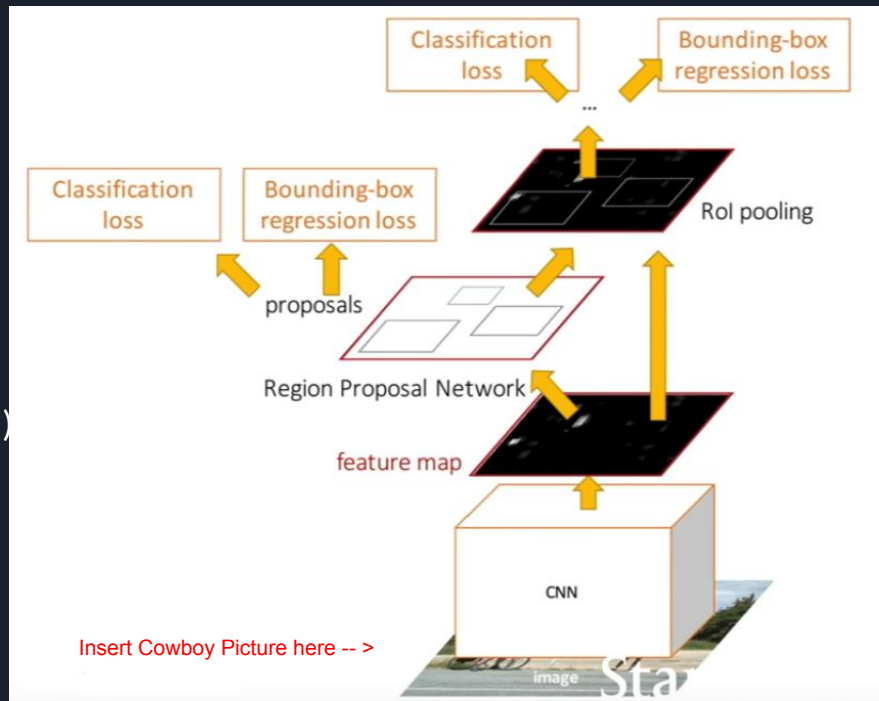 Classification
loss
Bounding-box
regression loss
...
Classification
loss
Bounding-box
regression loss
RoI pooling
proposals
Region Proposal Network
)
feature map
CNN
Insert Cowboy Picture here -- >
image
Sta